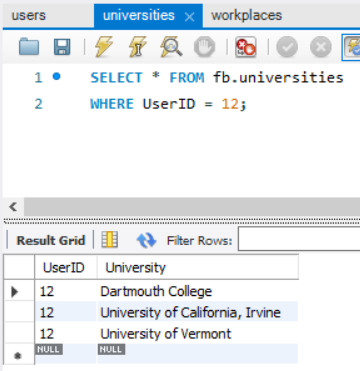 users universities × workplaces
1 SELECT * FROM fb.universities
2 WHERE UserID = 12;
Result Grid Filter Rows:
UserID University
12 Dartmouth College
12 University of California, Irvine
12 University of Vermont
NULL NULL